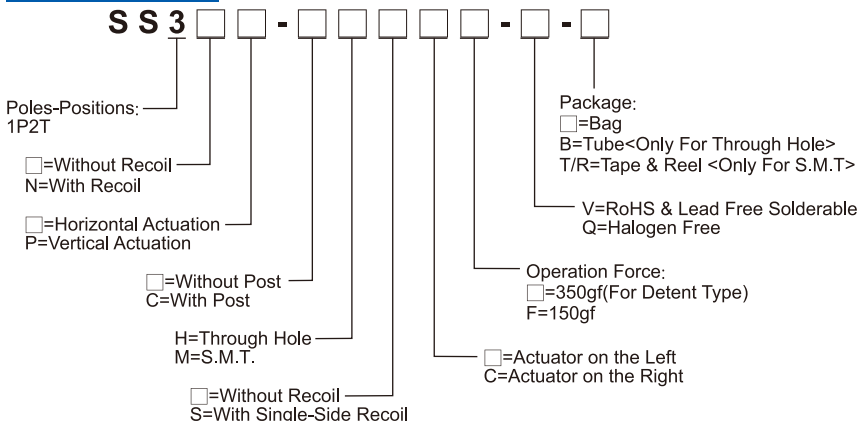 SS3□□-□□□□□-□-□
Poles-Positions:
1P2T
□=Without Recoil
N=With Recoil
□=Horizontal Actuation
P=Vertical Actuation
□=Without Post
C=With Post
H=Through Hole
M=S.M.T.
□=Without Recoil
S=With Single-Side Recoil
Package:
□=Bag
B=Tube<Only For Through Hole>
T/R=Tape & Reel <Only For S.M.T>
V=RoHS & Lead Free Solderable
Q=Halogen Free
Operation Force:
□=350gf(For Detent Type)
F=150gf
□=Actuator on the Left
C=Actuator on the Right